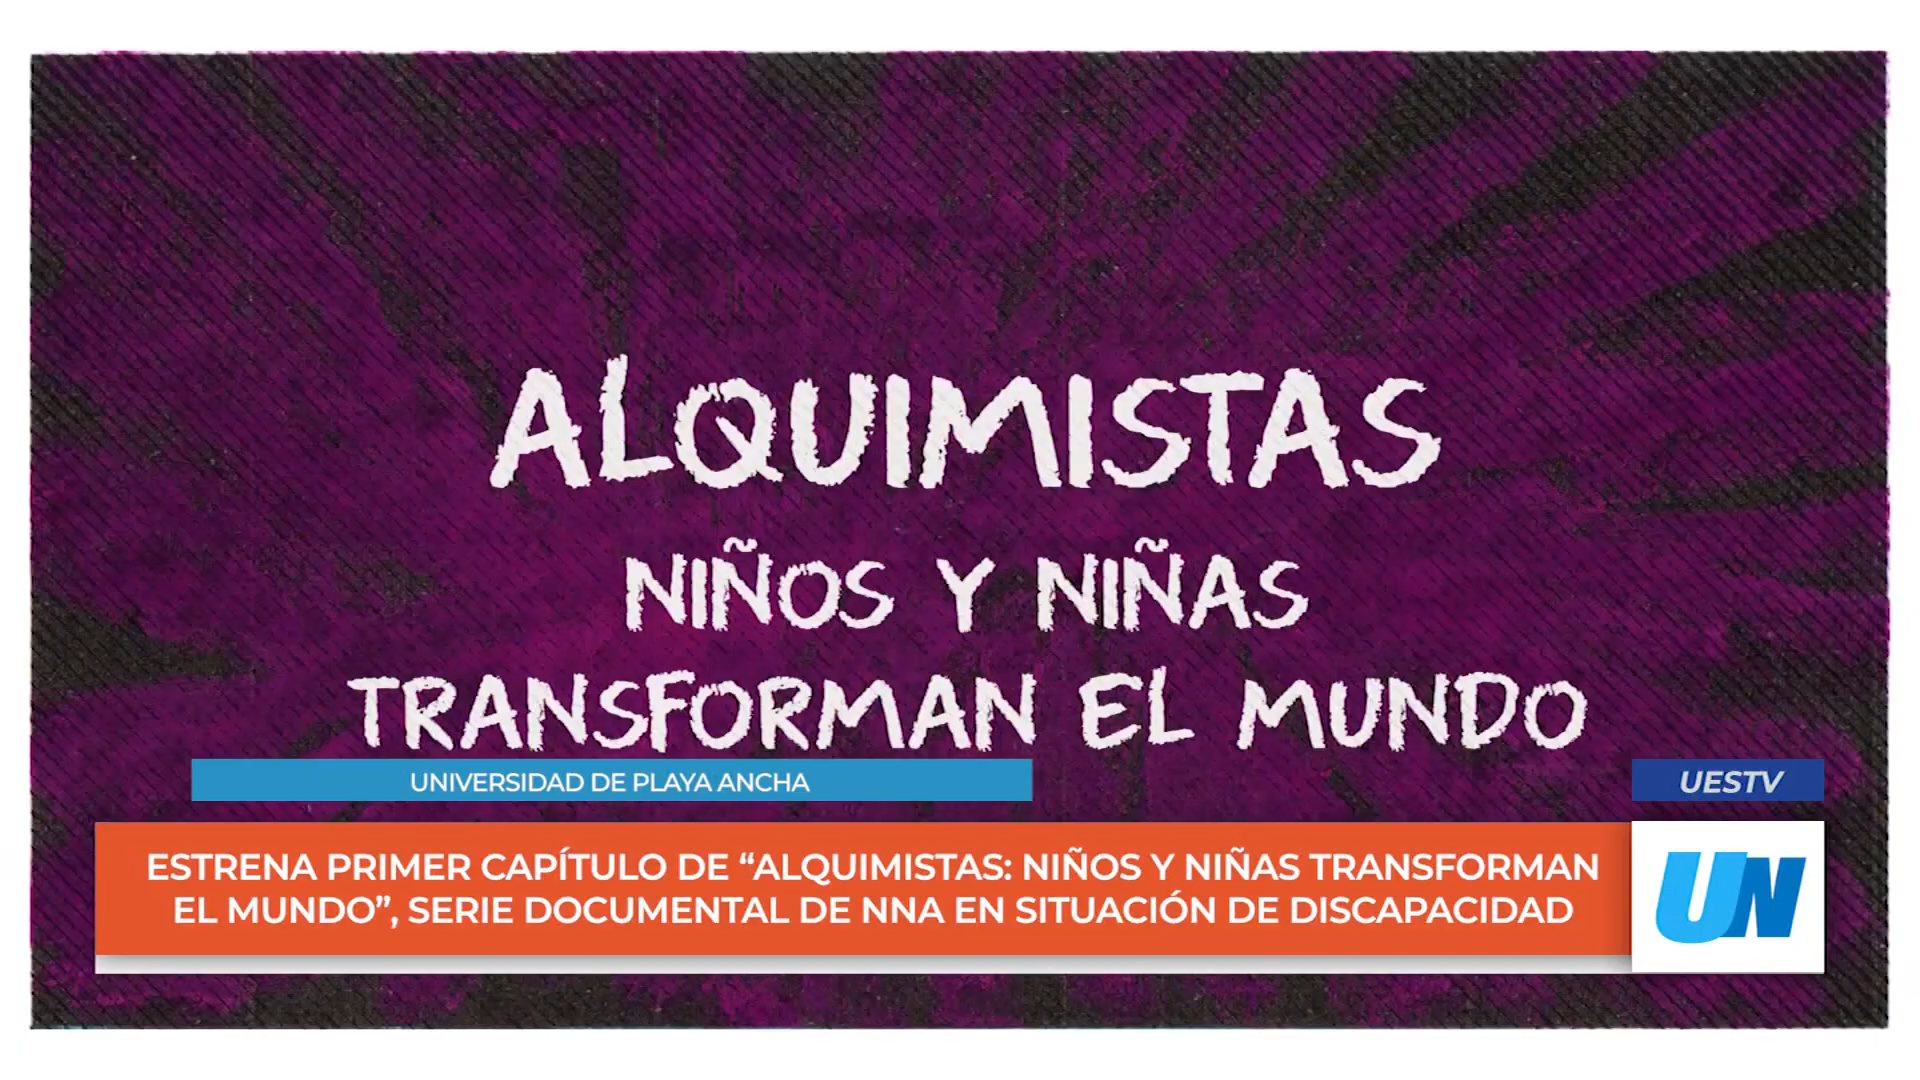 ALQUIMISTAS
NIÑOS Y NIÑAS
TRANSFORMAN EL MUNDO
UNIVERSIDAD DE PLAYA ANCHA
UESTV
ESTRENA PRIMER CAPÍTULO DE “ALQUIMISTAS: NIÑOS Y NIÑAS TRANSFORMAN
EL MUNDO”, SERIE DOCUMENTAL DE NNA EN SITUACIÓN DE DISCAPACIDAD
UN